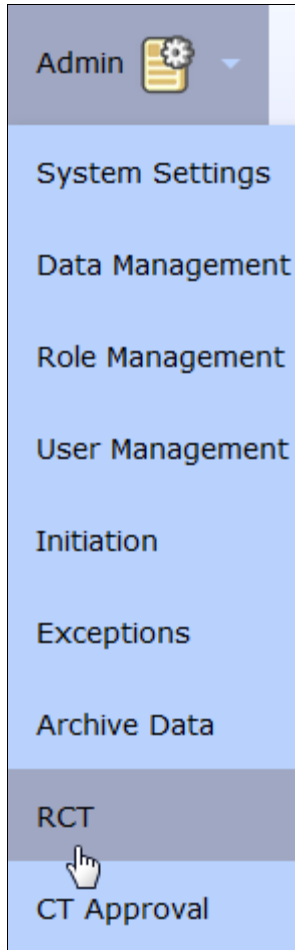 Admin
System Settings
Data Management
Role Management
User Management
Initiation
Exceptions
Archive Data
RCT
CT Approval